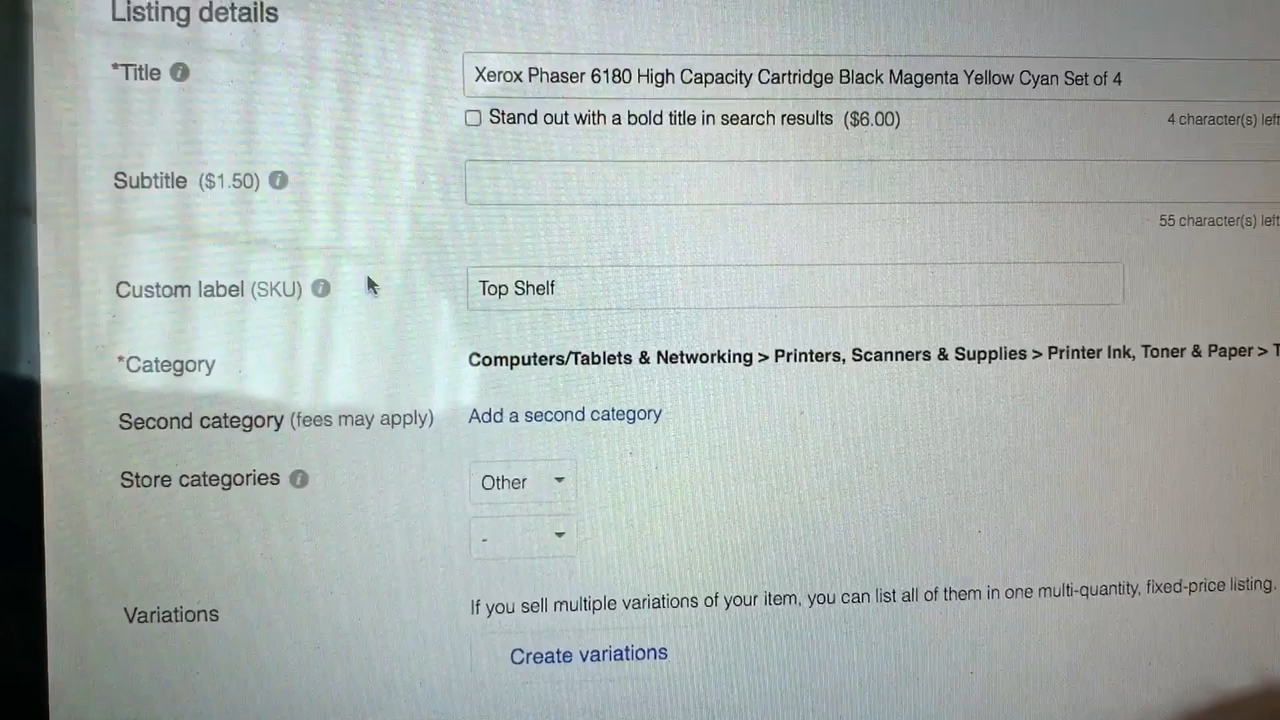 Listing details
*Title
Xerox Phaser 6180 High Capacity Cartridge Black Magenta Yellow Cyan Set of 4
Stand out with a bold title in search results ($6.00)
4 character(s) left
Subtitle ($1.50)
55 character(s) left
Custom label (SKU)
Top Shelf
*Category
Computers/Tablets & Networking > Printers, Scanners & Supplies > Printer Ink, Toner & Paper > T
Second category (fees may apply)
Add a second category
Store categories
Other
-
Variations
If you sell multiple variations of your item, you can list all of them in one multi-quantity, fixed-price listing.
Create variations